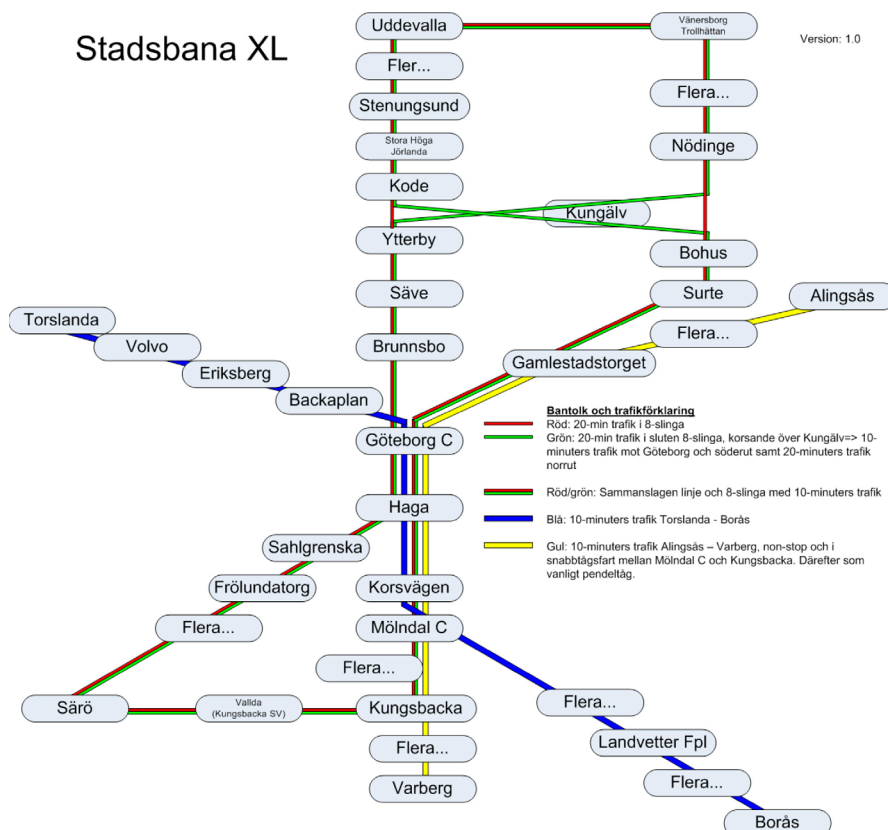 Stadsbana XL
Version: 1.0
Uddevalla
Vänersborg
Trollhättan
Fler...
Flera...
Stenungsund
Stora Höga
Jörlanda
Nödinge
Kode
Kungälv
Ytterby
Bohus
Säve
Surte
Alingsås
Torslanda
Flera...
Volvo
Brunnsbo
Gamlestadstorget
Eriksberg
Backaplan
Göteborg C
Bantolk och trafikförklaring
Röd: 20-min trafik i 8-slinga
Grön: 20-min trafik i sluten 8-slinga, korsande över Kungälv=> 10-
minuters trafik mot Göteborg och söderut samt 20-minuters trafik
norrut
Röd/grön: Sammanslagen linje och 8-slinga med 10-minuters trafik
Blå: 10-minuters trafik Torslanda - Borås
Gul: 10-minuters trafik Alingsås – Varberg, non-stop och i
snabbtågsfart mellan Mölndal C och Kungsbacka. Därefter som
vanligt pendeltåg.
Haga
Sahlgrenska
Frölundatorg
Korsvägen
Flera...
Mölndal C
Flera...
Särö
Vallda
(Kungsbacka SV)
Kungsbacka
Flera...
Flera...
Landvetter Fpl
Varberg
Flera...
Borås